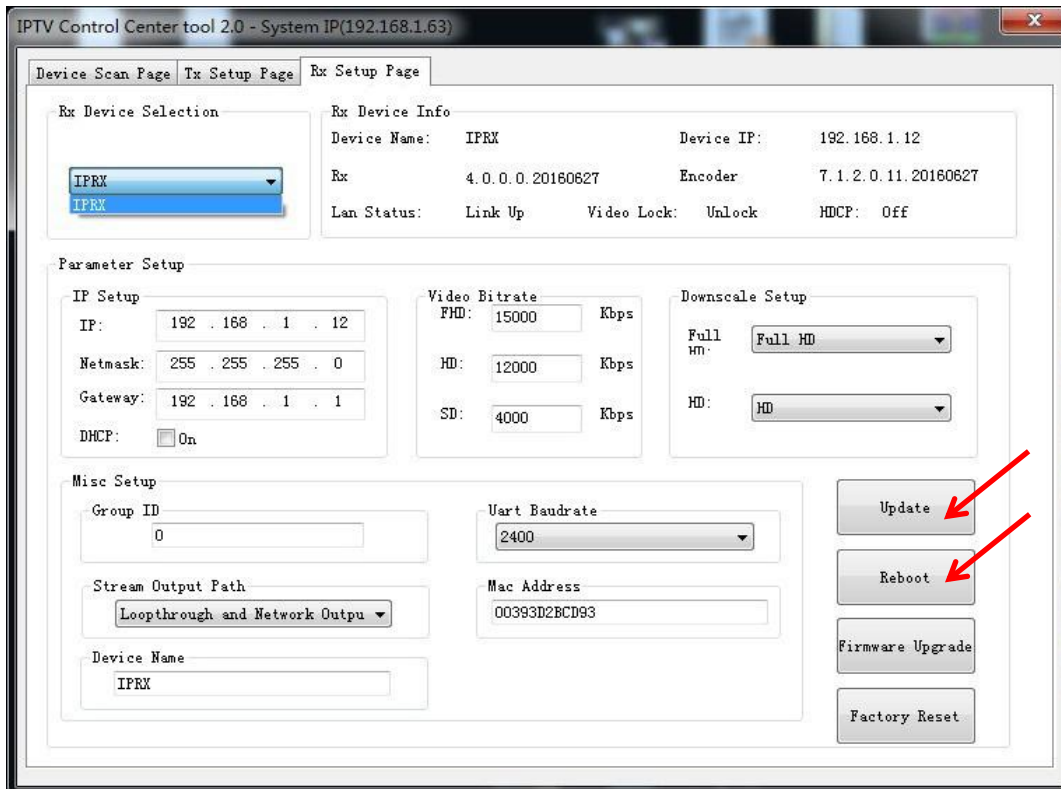 IPTV Control Center tool 2.0 - System IP(192.168.1.63)
x
Device Scan Page Tx Setup Page Rx Setup Page
Rx Device Selection
IPRX
IPRX
Rx Device Info
Device Name: IPRX Device IP: 192.168.1.12
Rx 4.0.0.0.20160627 Encoder 7.1.2.0.11.20160627
Lan Status: Link Up Video Lock: Unlock HDCP: Off
Parameter Setup
IP Setup
IP: 192 . 168 . 1 . 12
Netmask: 255 . 255 . 255 . 0
Gateway: 192 . 168 . 1 . 1
DHCP: On
Video Bitrate
FHD: 15000 Kbps
HD: 12000 Kbps
SD: 4000 Kbps
Downscale Setup
Full Full HD
HD: HD
Misc Setup
Group ID
0
Uart Baudrate
2400
Stream Output Path
Loopthrough and Network Outpu
Mac Address
00393D2BCD93
Device Name
IPRX
Update
Reboot
Firmware Upgrade
Factory Reset